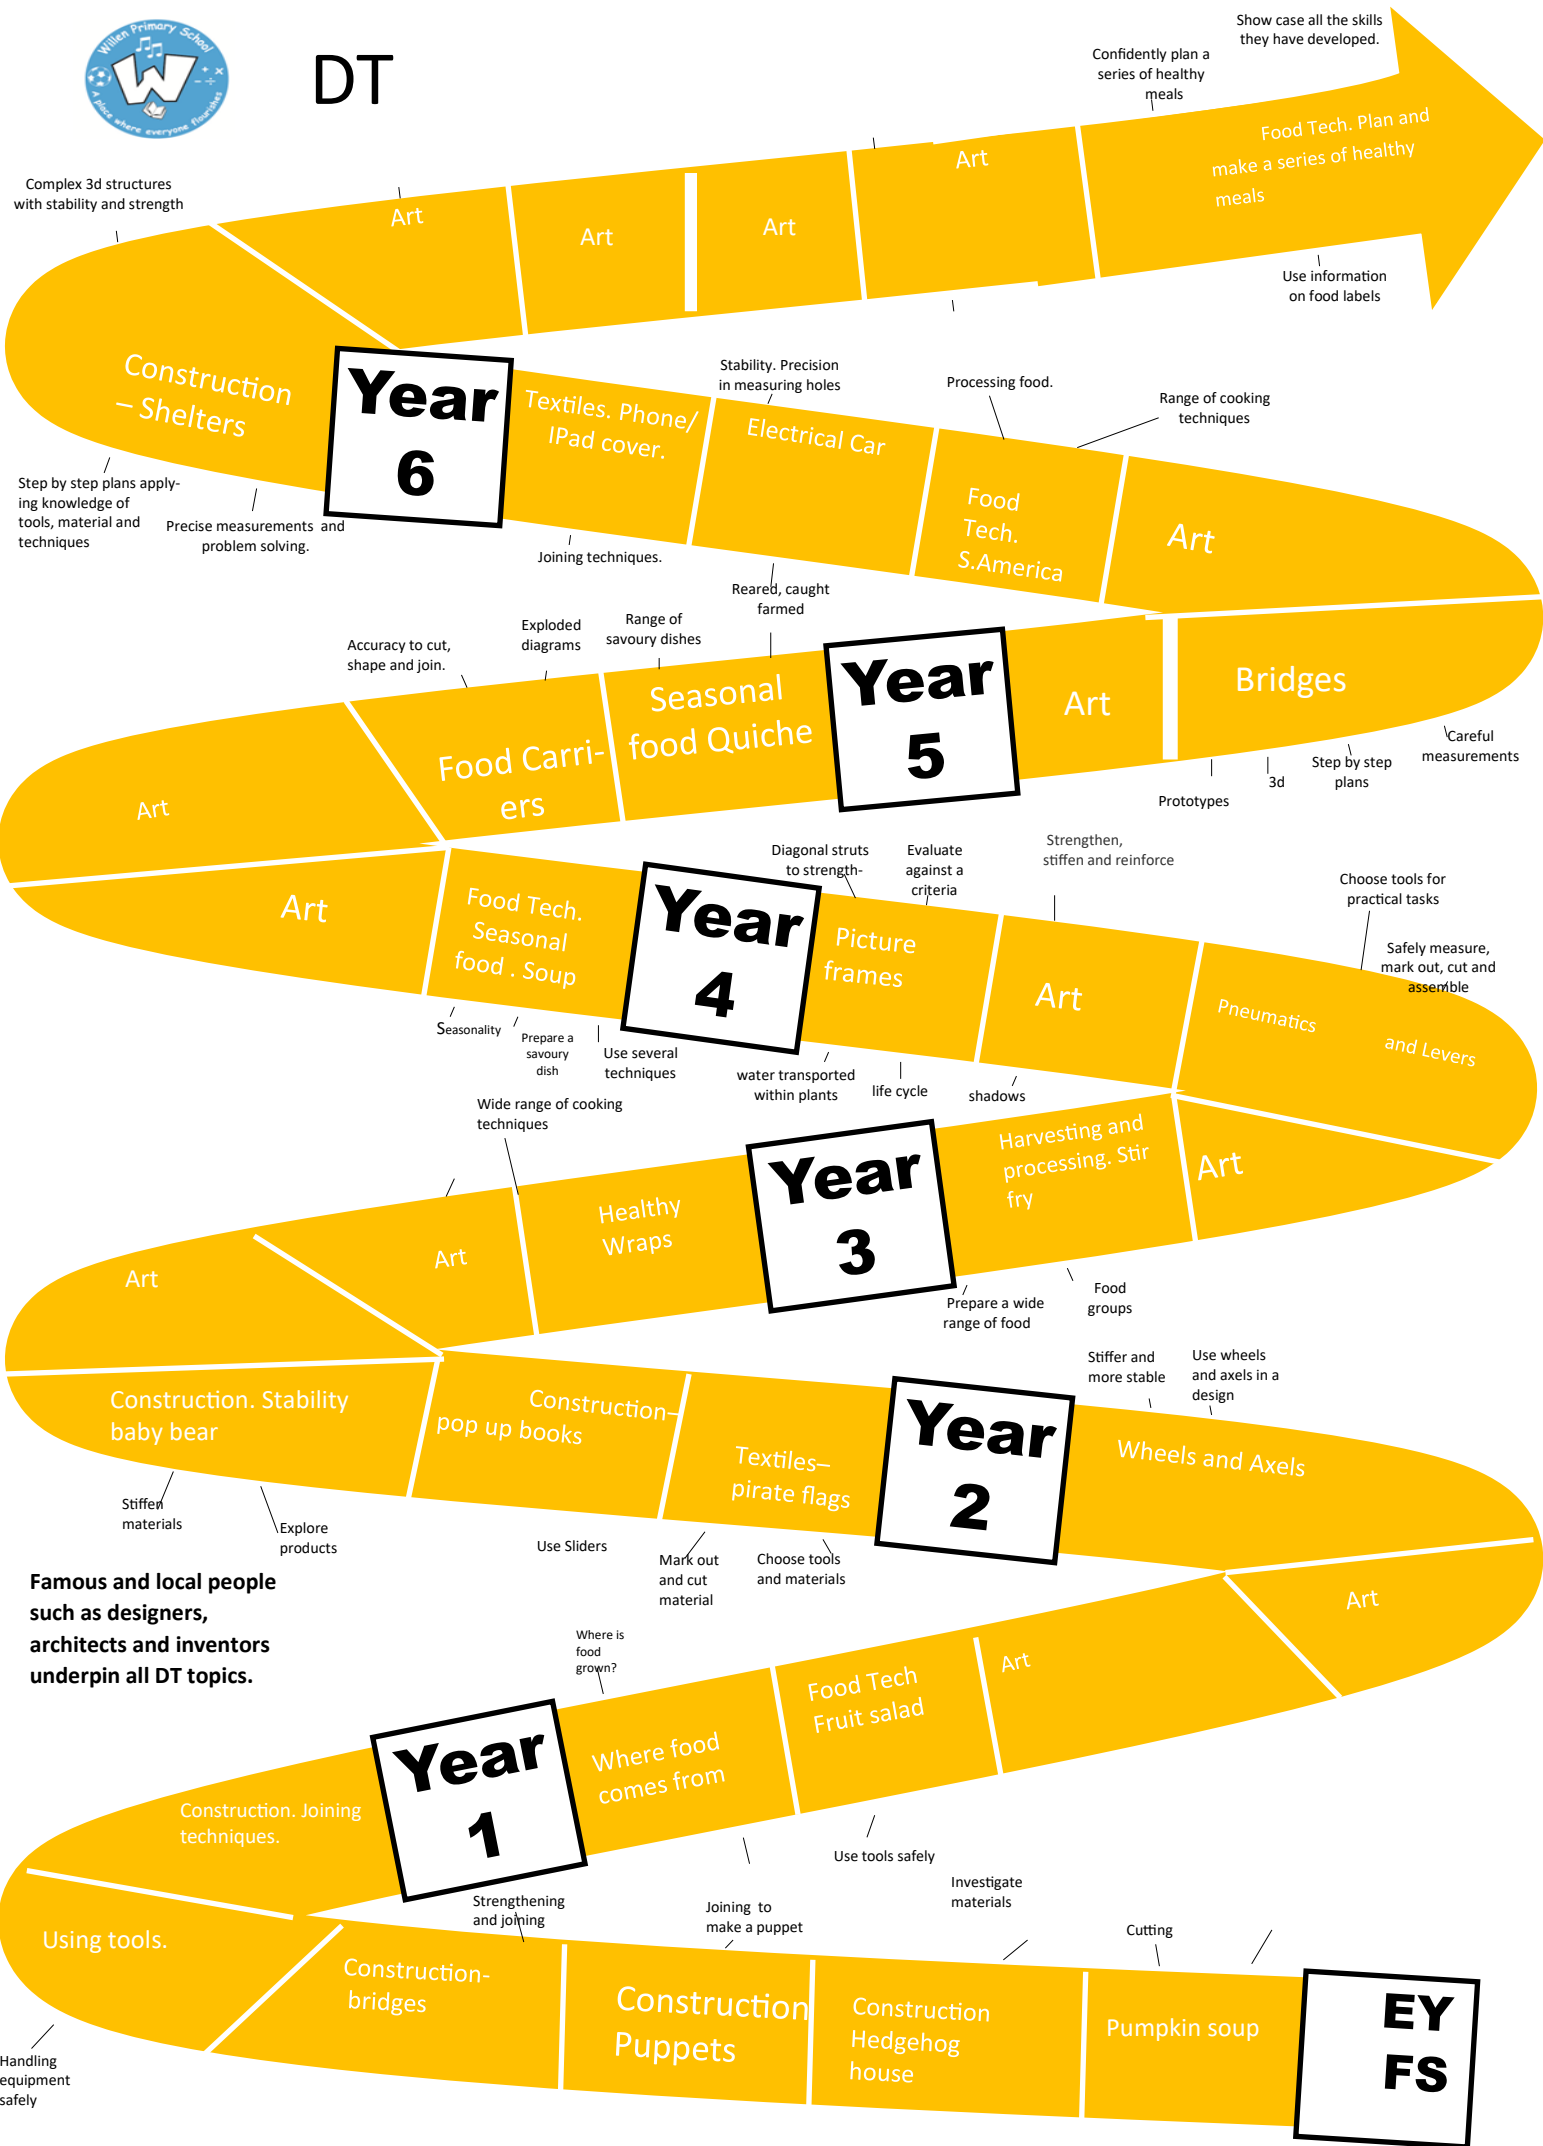 Willen Primary School
W
A place where everyone flourishes
DT
Show case all the skills
they have developed.
Confidently plan a
series of healthy
meals
Food Tech. Plan and
make a series of healthy
meals
Art
Art
Art
Art
Use information
on food labels
Complex 3d structures
with stability and strength
Construction
– Shelters
Year
6
Step by step plans apply-
ing knowledge of
tools, material and
techniques
Precise measurements and
problem solving.
Textiles. Phone/
IPad cover.
Joining techniques.
Stability. Precision
in measuring holes
Electrical Car
Processing food.
Range of cooking
techniques
Food
Tech.
S.America
Art
Reared, caught
farmed
Range of
savoury dishes
Exploded
diagrams
Accuracy to cut,
shape and join.
Art
Food Carri-
ers
Seasonal
food Quiche
Year
5
Art
Bridges
Careful
measurements
Step by step
plans
3d
Prototypes
Art
Food Tech.
Seasonal
food . Soup
Year
4
Diagonal struts
to strength-
Evaluate
against a
criteria
Strengthen,
stiffen and reinforce
Choose tools for
practical tasks
Safely measure,
mark out, cut and
assemble
Picture
frames
Art
Pneumatics
and Levers
Seasonality
Prepare a
savoury
dish
Use several
techniques
water transported
within plants
life cycle
shadows
Wide range of cooking
techniques
Art
Art
Healthy
Wraps
Year
3
Harvesting and
processing. Stir
fry
Art
Prepare a wide
range of food
Food
groups
Stiffer and
more stable
Use wheels
and axels in a
design
Construction. Stability
baby bear
Construction–
pop up books
Textiles–
pirate flags
Year
2
Wheels and Axels
Stiffen
materials
Explore
products
Use Sliders
Mark out
and cut
material
Choose tools
and materials
Famous and local people
such as designers,
architects and inventors
underpin all DT topics.
Where is
food
grown?
Art
Art
Food Tech
Fruit salad
Where food
comes from
Year
1
Construction. Joining
techniques.
Use tools safely
Investigate
materials
Joining to
make a puppet
Strengthening
and joining
Cutting
Using tools.
Construction-
bridges
Construction
Puppets
Construction
Hedgehog
house
Pumpkin soup
EY
FS
Handling
equipment
safely